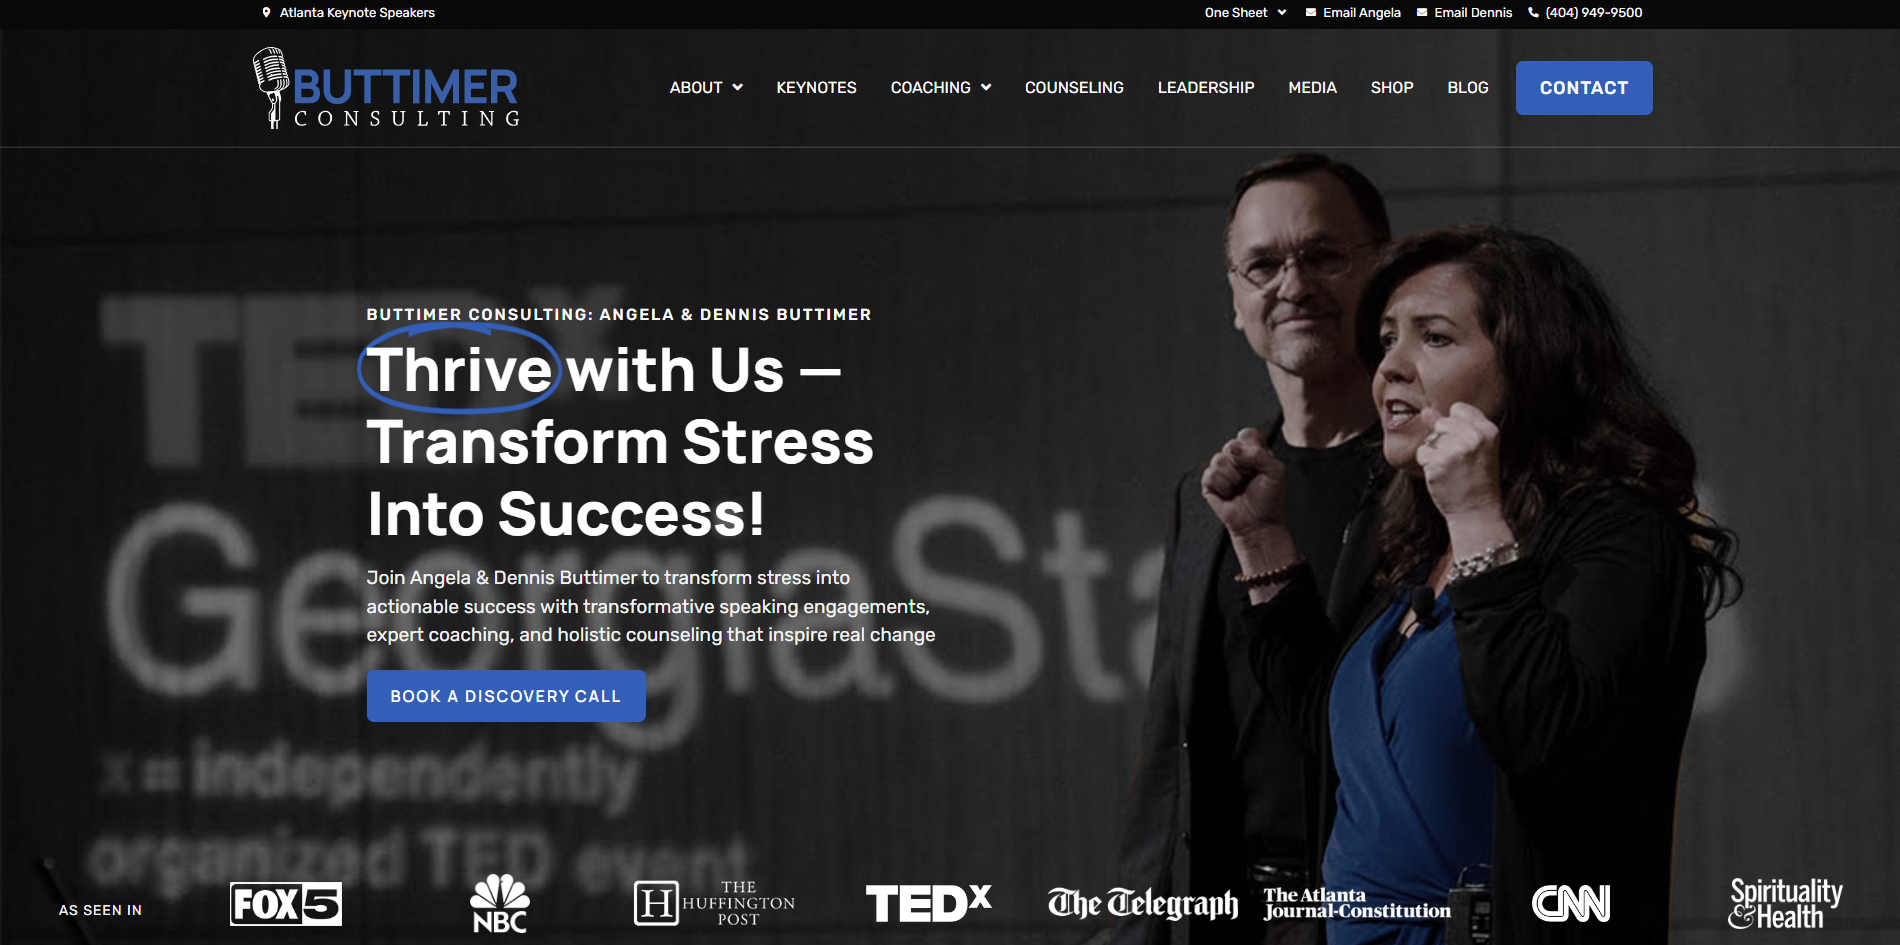 Atlanta Keynote Speakers
One Sheet
Email Angela
Email Dennis
(404) 949-9500
BUTTIMER
CONSULTING
ABOUT
KEYNOTES
COACHING
COUNSELING
LEADERSHIP
MEDIA
SHOP
BLOG
CONTACT
TEDx
GeorgiaSta
x = independently
organized TED event
BUTTIMER CONSULTING: ANGELA & DENNIS BUTTIMER
Thrive with Us —
Transform Stress
Into Success!
Join Angela & Dennis Buttimer to transform stress into
actionable success with transformative speaking engagements,
expert coaching, and holistic counseling that inspire real change
BOOK A DISCOVERY CALL
AS SEEN IN
FOX 5
NBC
H THE
HUFFINGTON
POST
TEDx
The Telegraph
The Atlanta
Journal-Constitution
CNN
Spirituality
&Health